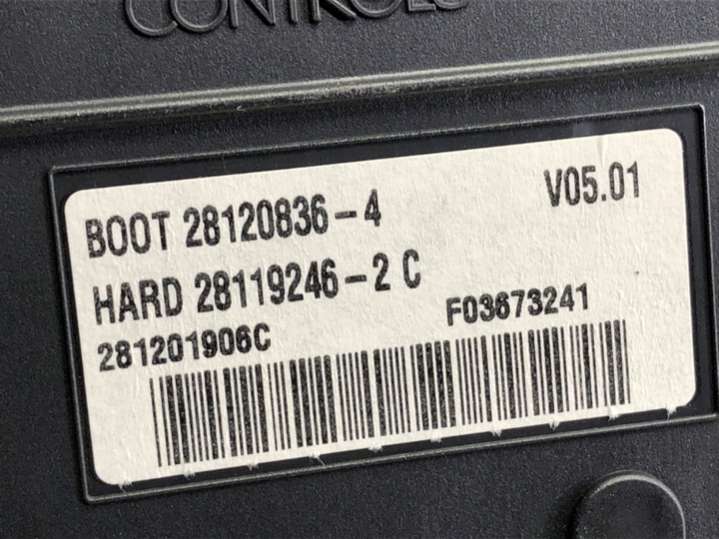 CONTROLS
BOOT 28120836-4 V05.01
HARD 28119246-2 C
281201906C F03673241